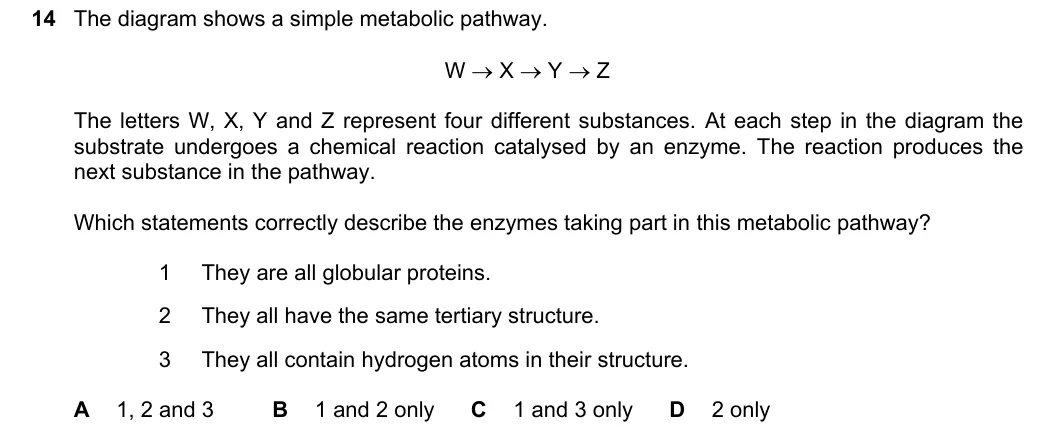 14 The diagram shows a simple metabolic pathway.
W → X → Y → Z
The letters W, X, Y and Z represent four different substances. At each step in the diagram the
substrate undergoes a chemical reaction catalysed by an enzyme. The reaction produces the
next substance in the pathway.
Which statements correctly describe the enzymes taking part in this metabolic pathway?
1 They are all globular proteins.
2 They all have the same tertiary structure.
3 They all contain hydrogen atoms in their structure.
A 1, 2 and 3 B 1 and 2 only C 1 and 3 only D 2 only